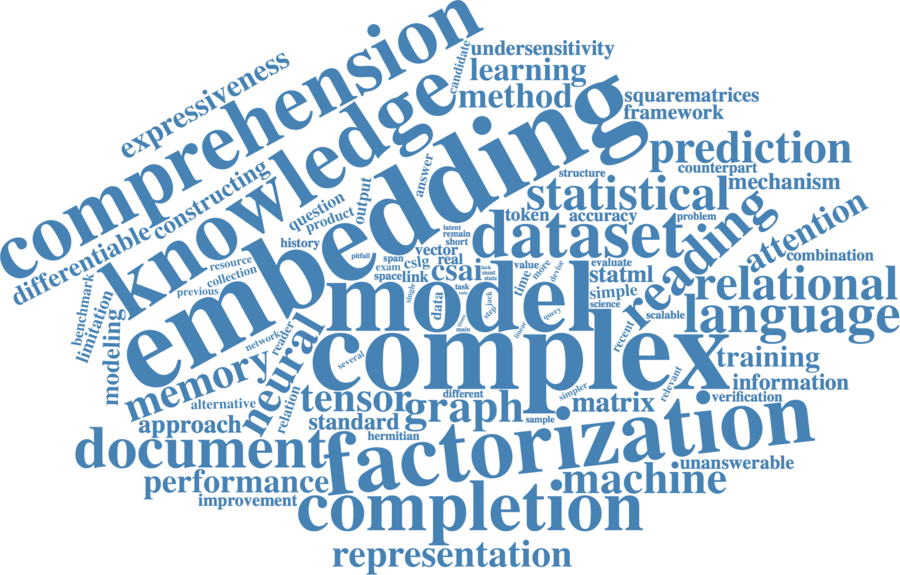 comprehension
candidate
undersensitivity
learning
expressiveness
knowledge
method
squarematrices
framework
embedding
prediction
counterpart
mechanism
differentiable
constructing
question
product
output
answer
structure
statistical
reading
attention
history
latent
remain
short
token
accuracy
problem
dataset
combination
resource
collection
previous
pitfall
span
exam
space
cslg
link
vector
real
csai
lack
most
state
value
time
more
devise
evaluate
statml
simple
science
relational
benchmark
limitation
modeling
single
data
task
model
step
jack
query
linear
main
recent
scalable
language
network
reader
neural
several
complex
relevant
training
information
verification
memory
alternative
relation
tensor
different
simpler
matrix
approach
standard
graph
sample
hermitian
factorization
document
unanswerable
performance
machine
improvement
completion
representation